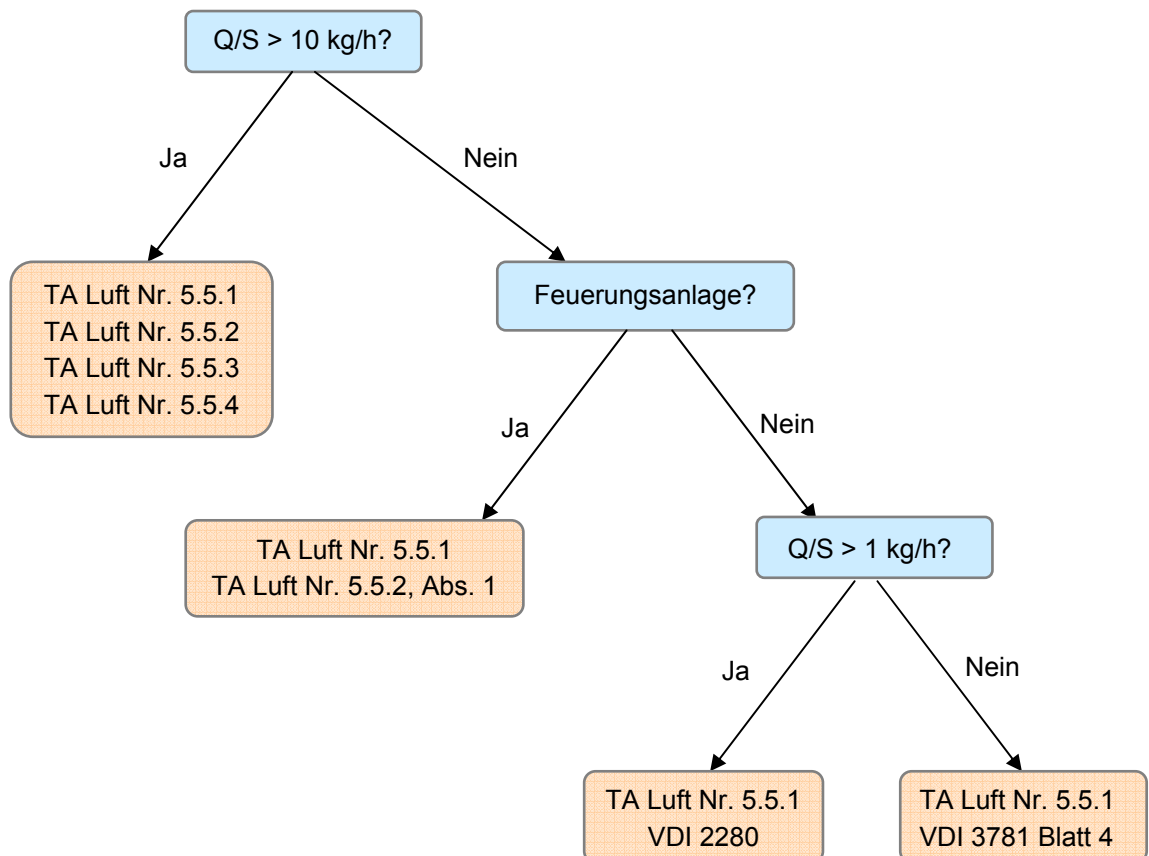 Q/S > 10 kg/h?
Ja
Nein
TA Luft Nr. 5.5.1
TA Luft Nr. 5.5.2
TA Luft Nr. 5.5.3
TA Luft Nr. 5.5.4
Feuerungsanlage?
Ja
Nein
TA Luft Nr. 5.5.1
TA Luft Nr. 5.5.2, Abs. 1
Q/S > 1 kg/h?
Ja
Nein
TA Luft Nr. 5.5.1
VDI 2280
TA Luft Nr. 5.5.1
VDI 3781 Blatt 4